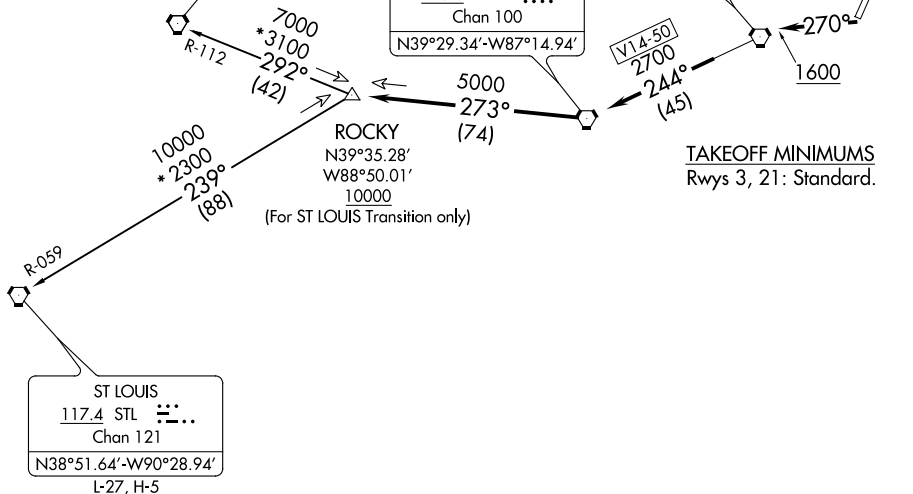 Chan 100
N39°29.34'-W87°14.94'
7000
*3100
292°
(42)
R-112
V14-50
2700
244°
(45)
270°
1600
5000
273°
(74)
ROCKY
N39°35.28'
W88°50.01'
10000
(For ST LOUIS Transition only)
TAKEOFF MINIMUMS
Rwys 3, 21: Standard.
10000
*2300
239°
(88)
R-059
ST LOUIS
117.4 STL
Chan 121
N38°51.64'-W90°28.94'
L-27, H-5